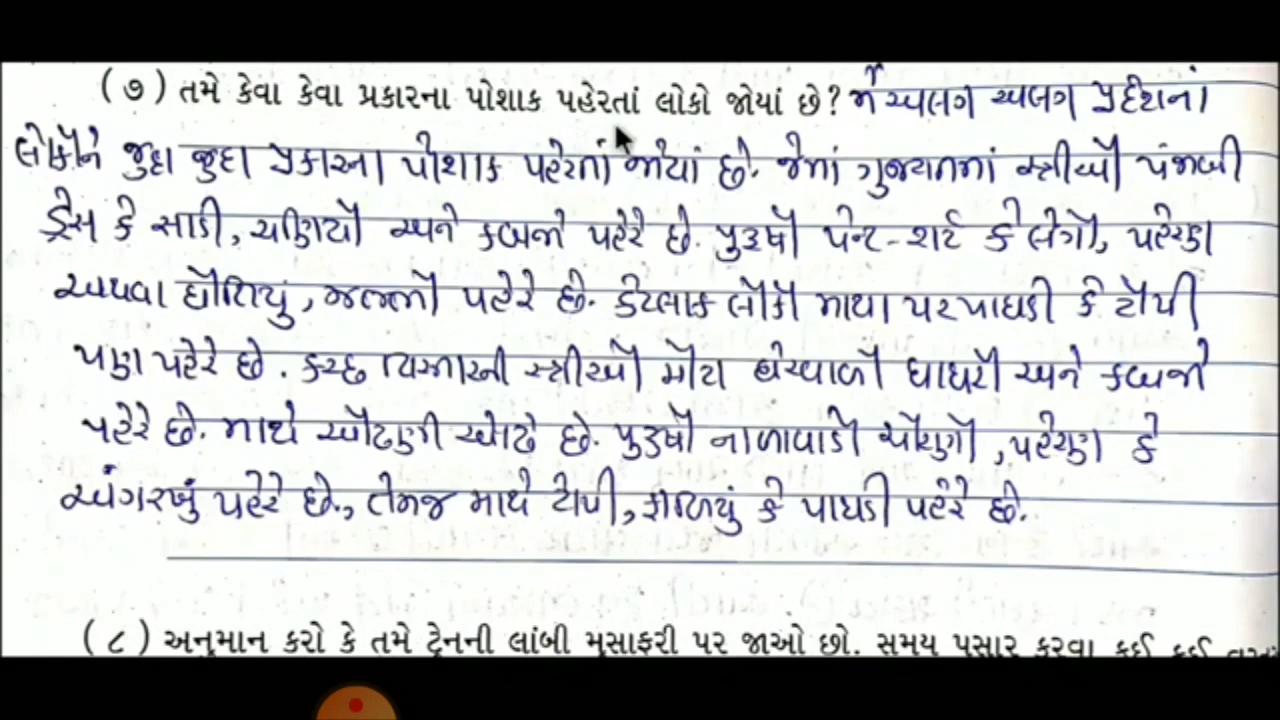 (૭) તમે કેવા કેવા પ્રકારના પોશાક પહેરતાં લોકો જોયાં છે? મેં અલગ અલગ પ્રદેશનાં
લોકોને જુદા જુદા પ્રકારના પોશાક પહેરતાં જોયાં છે. જેમાં ગુજરાતમાં સ્ત્રીઓ પંજાબી
ડ્રેસ કે સાડી, ચણિયો અને કબજો પહેરે છે. પુરૂષો પેન્ટ-શર્ટ કે લેંઘો, પહેરણ
અથવા ધોતિયું, ઝભ્ભો પહેરે છે. કેટલાક લોકો માથા પર પાઘડી કે ટોપી
પણ પહેરે છે. કચ્છ વિસ્તારની સ્ત્રીઓ મોટા ઘેરવાળો ઘાઘરો અને કબજો
પહેરે છે. માથે ઓઢણી ઓઢે છે. પુરૂષો નાળાવાડો ચોરણો, પહેરણ કે
અંગરખું પહેરે છે., તેમજ માથે ટોપી, ફાળિયું કે પાઘડી પહેરે છે.
(૮) અનુમાન કરો કે તમે ટ્રેનની લાંબી મુસાફરી પર જાઓ છો. સમય પસાર કરવા કઈ કઈ